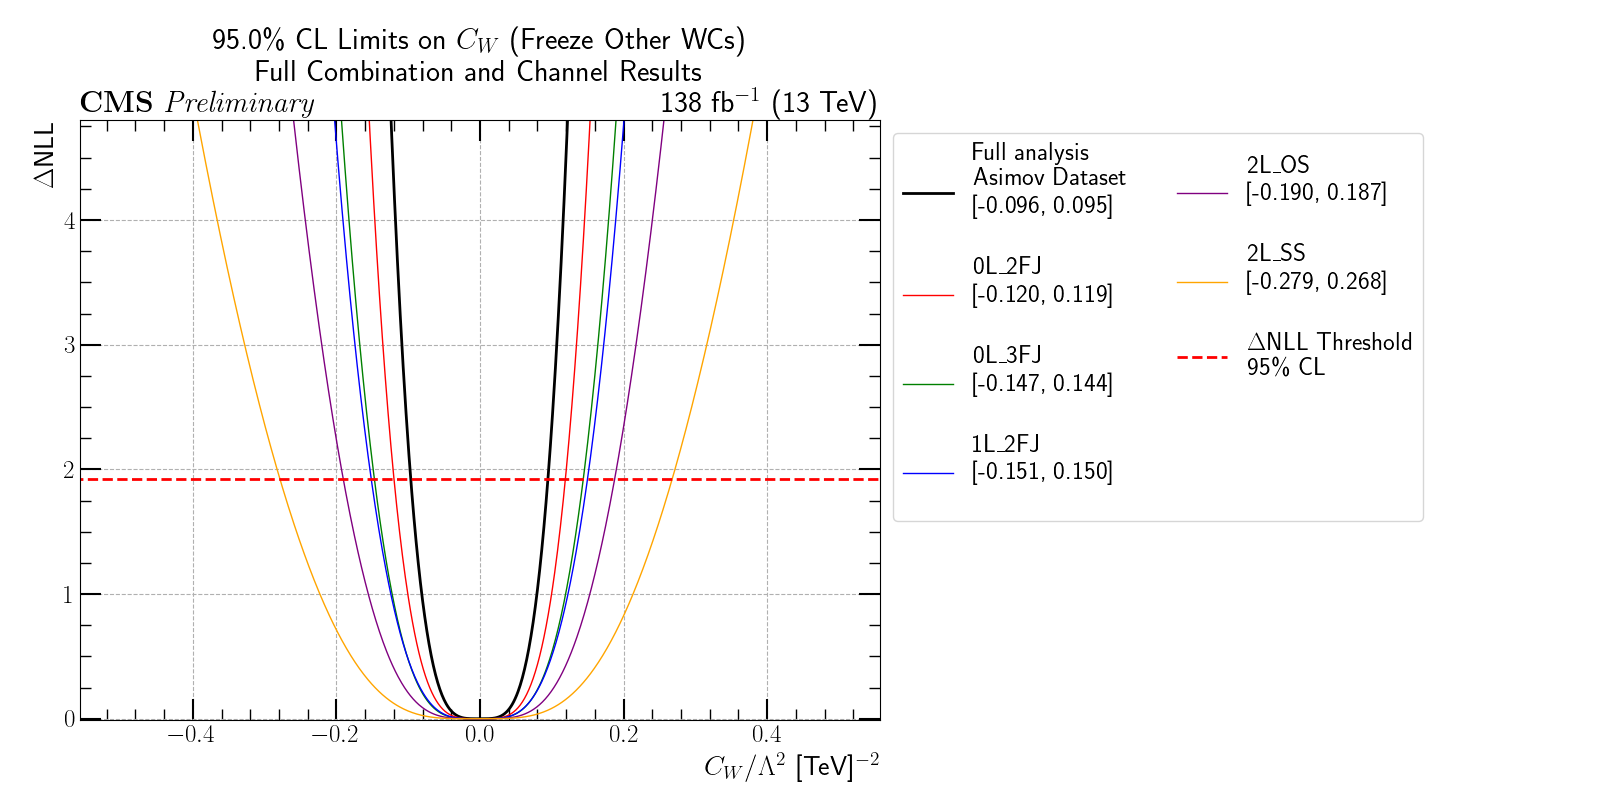 95.0% CL Limits on C_W (Freeze Other WCs)
Full Combination and Channel Results
CMS Preliminary
138 fb⁻¹ (13 TeV)
ΔNLL
4
3
2
1
0
−0.4
−0.2
0.0
0.2
0.4
C_W/Λ² [TeV]⁻²
Full analysis
Asimov Dataset
[-0.096, 0.095]
0L_2FJ
[-0.120, 0.119]
0L_3FJ
[-0.147, 0.144]
1L_2FJ
[-0.151, 0.150]
2L_OS
[-0.190, 0.187]
2L_SS
[-0.279, 0.268]
ΔNLL Threshold
95% CL